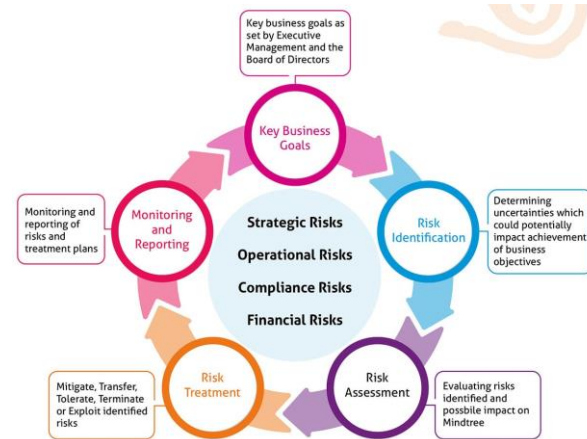 Key business goals as
set by Executive
Management and the
Board of Directors
Key Business
Goals
Monitoring and
reporting of
risks and
treatment plans
Monitoring
and
Reporting
Strategic Risks
Operational Risks
Compliance Risks
Financial Risks
Risk
Identification
Determining
uncertainties which
could potentially
impact achievement
of business
objectives
Mitigate, Transfer,
Tolerate, Terminate
or Exploit identified
risks
Risk
Treatment
Risk
Assessment
Evaluating risks
identified and
possbile impact on
Mindtree